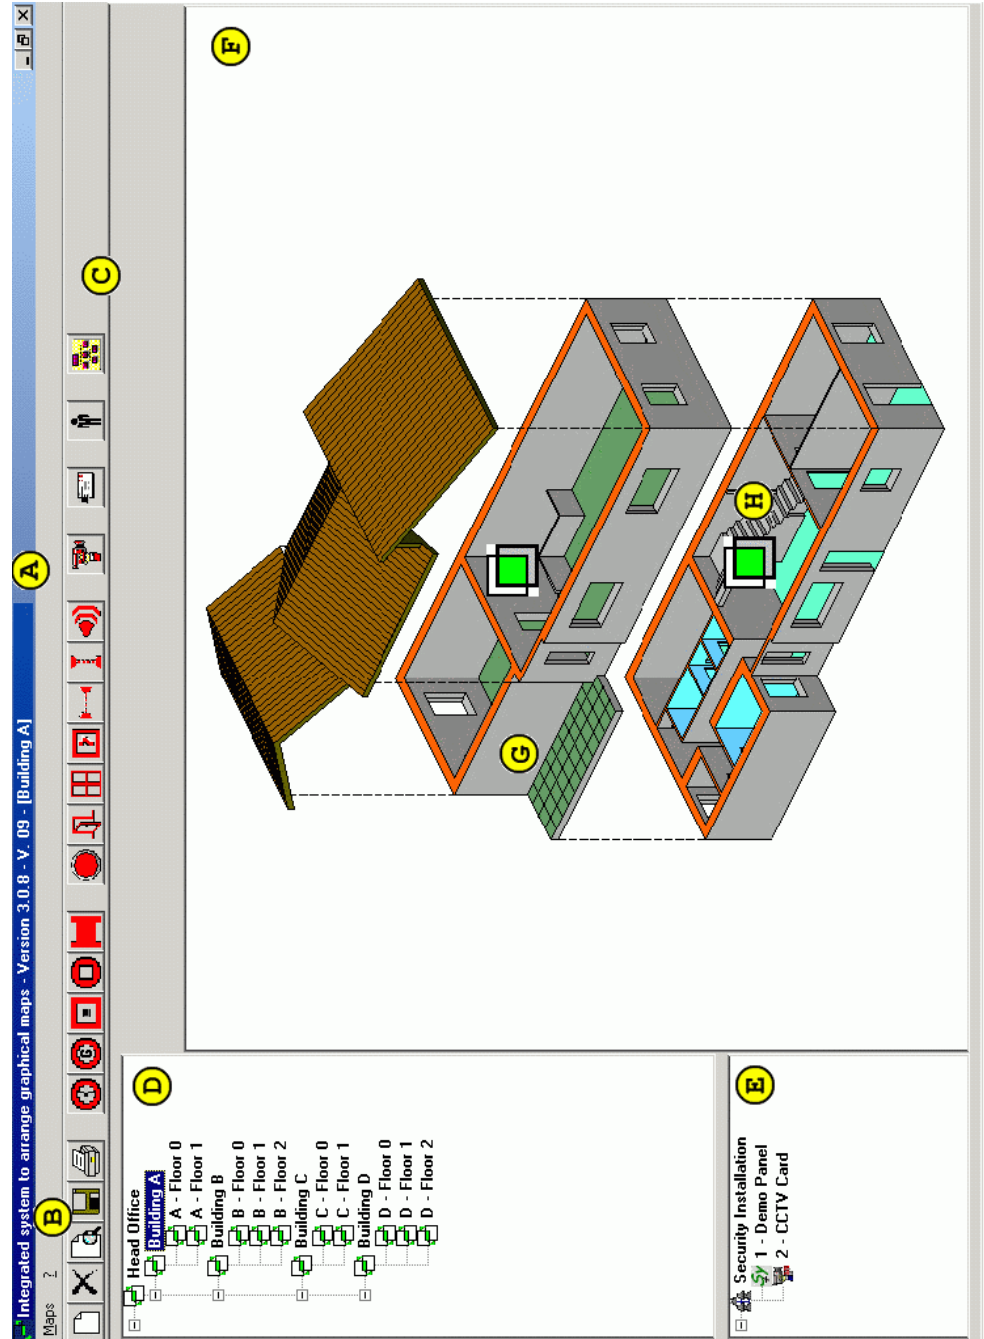 Integrated system to arrange graphical maps - Version 3.0.8 - V. 09 - [Building A]
A
Maps ?
B
C
G
D
Head Office
Building A
A - Floor 0
A - Floor 1
Building B
B - Floor 0
B - Floor 1
B - Floor 2
Building C
C - Floor 0
C - Floor 1
Building D
D - Floor 0
D - Floor 1
D - Floor 2
E
Security Installation
1 - Demo Panel
2 - CCTV Card
F
G
H